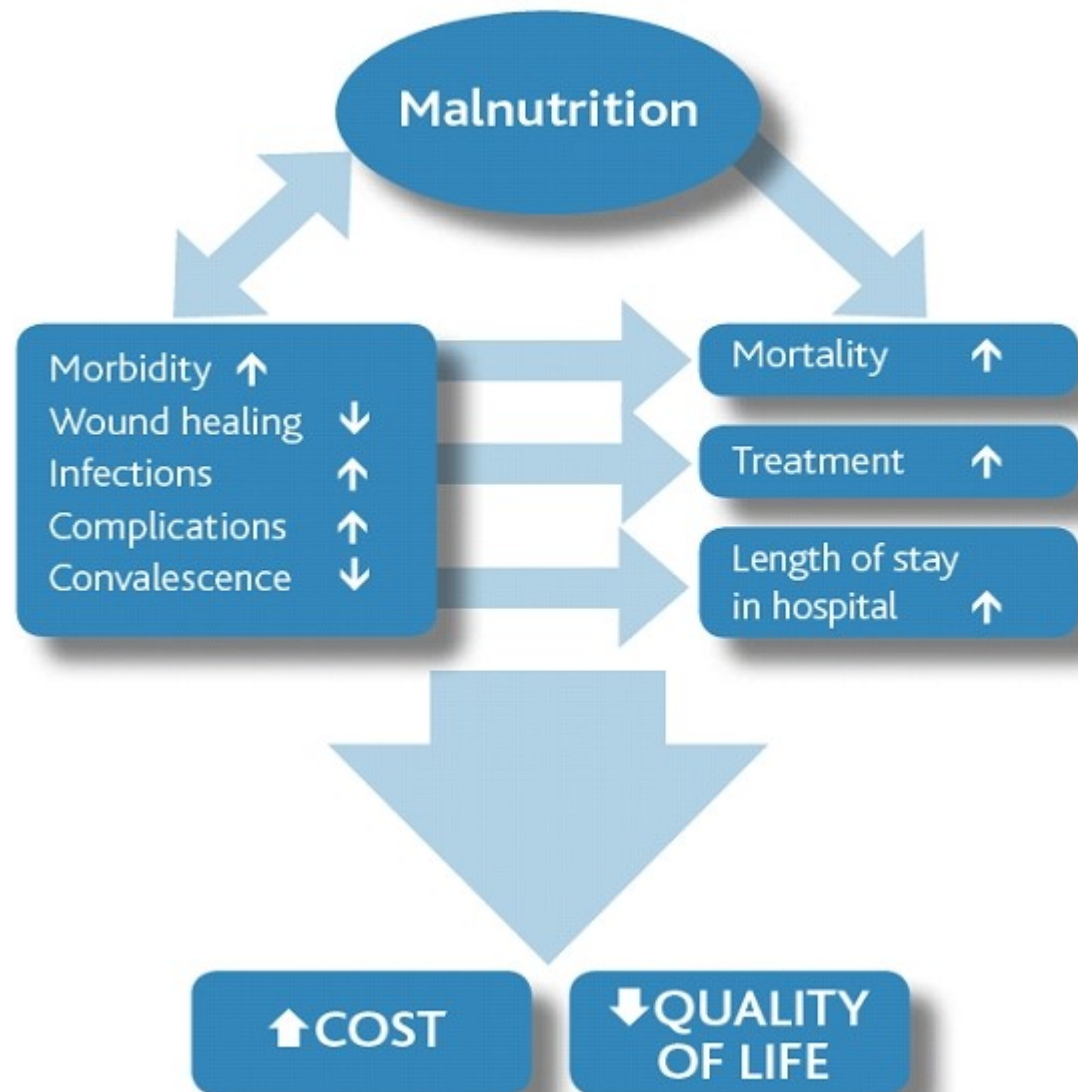 Malnutrition
Morbidity ↑
Wound healing ↓
Infections ↑
Complications ↑
Convalescence ↓
Mortality ↑
Treatment ↑
Length of stay
in hospital ↑
↑COST
↓QUALITY
OF LIFE